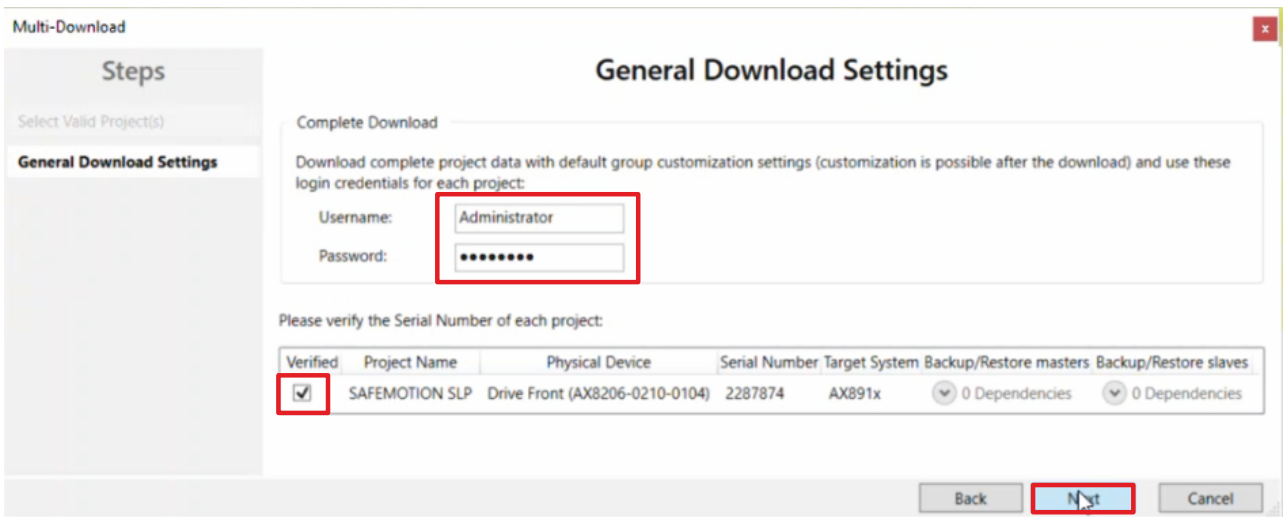 Multi-Download
x
Steps
General Download Settings
Select Valid Project(s)
General Download Settings
Complete Download
Download complete project data with default group customization settings (customization is possible after the download) and use these
login credentials for each project:
Username: Administrator
Password: ••••••••
Please verify the Serial Number of each project:
Verified Project Name Physical Device Serial Number Target System Backup/Restore masters Backup/Restore slaves
SAFEMOTION SLP Drive Front (AX8206-0210-0104) 2287874 AX891x 0 Dependencies 0 Dependencies
Back Next Cancel